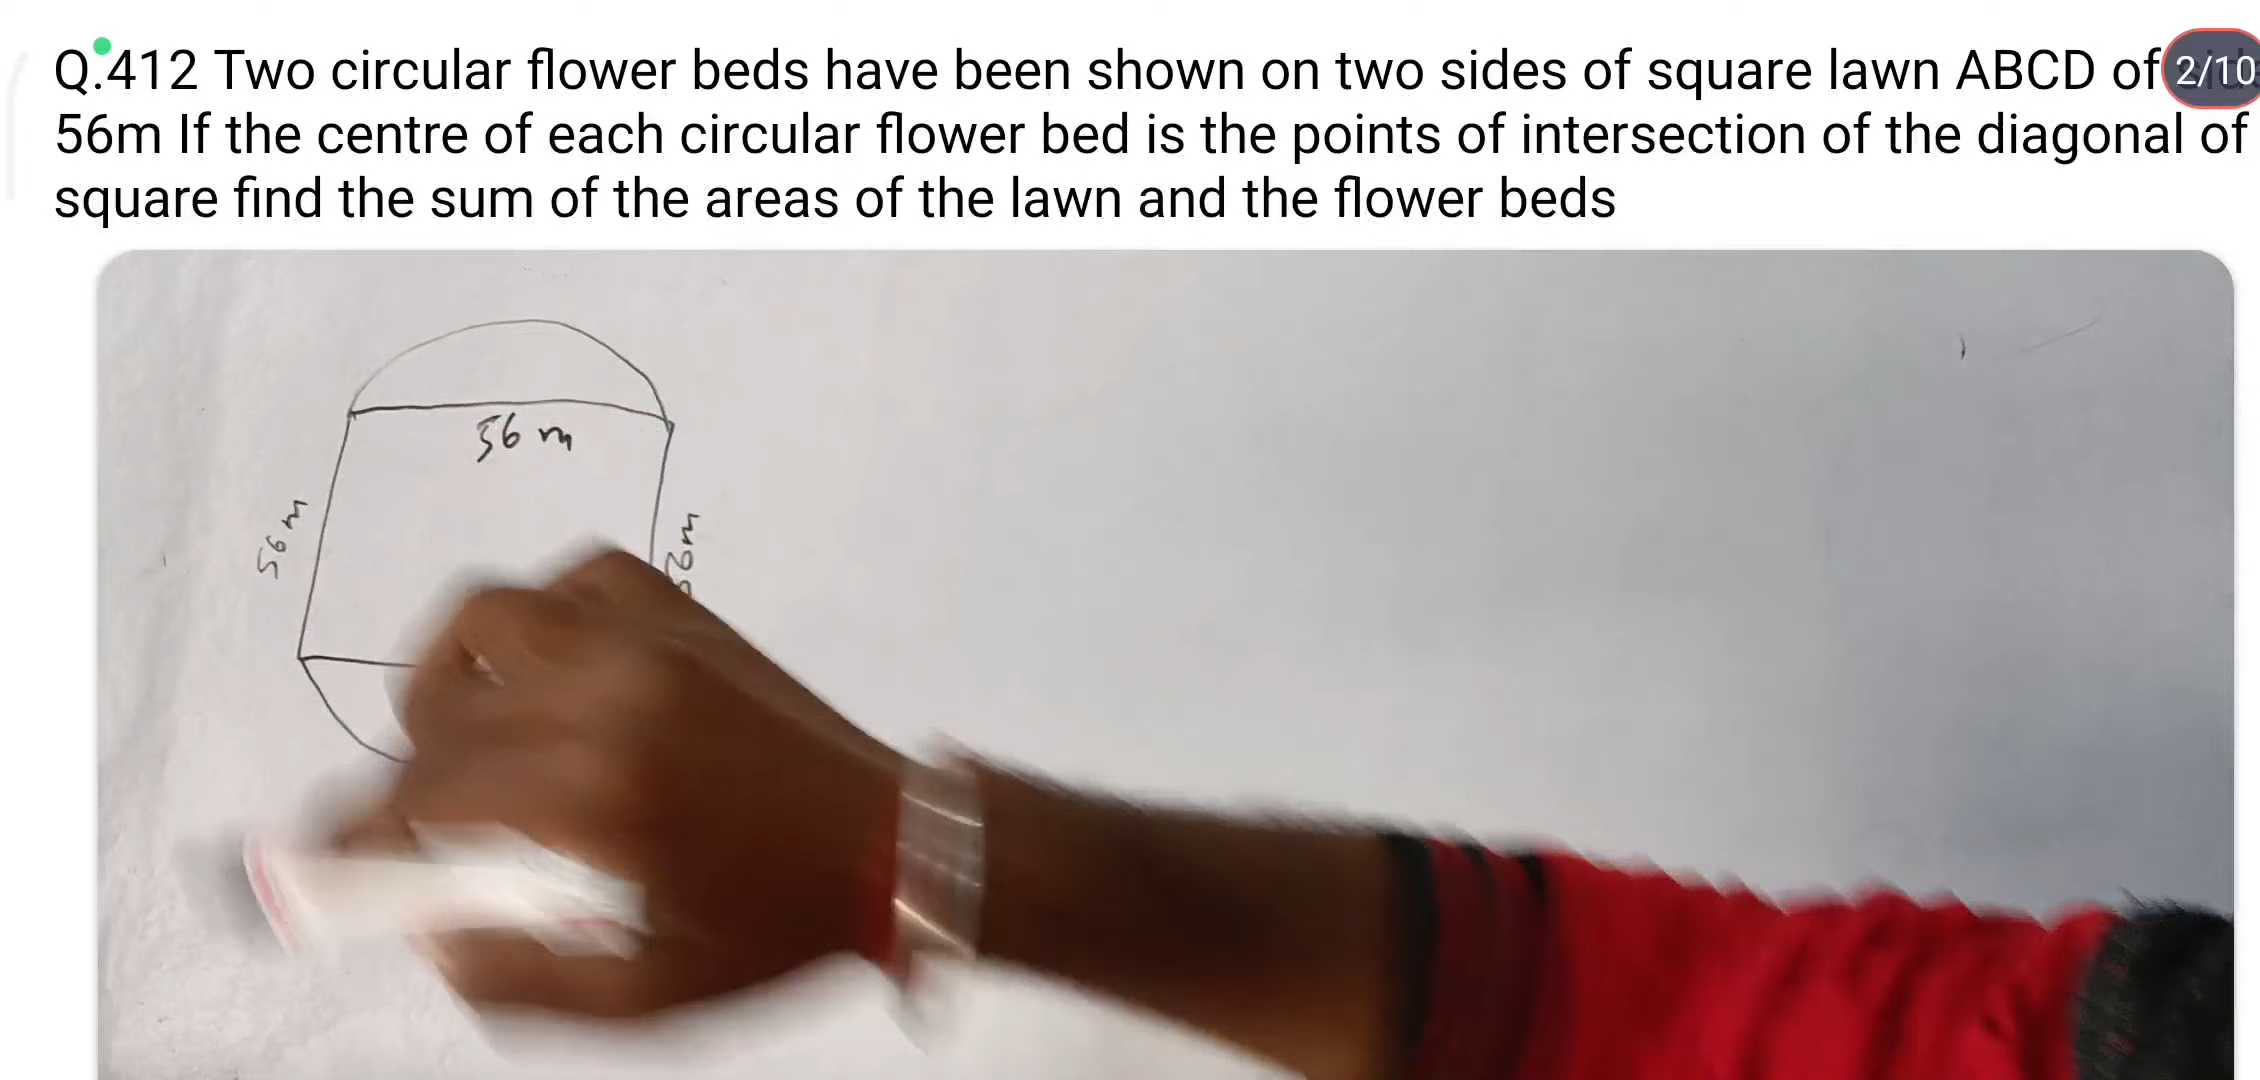 Q.412 Two circular flower beds have been shown on two sides of square lawn ABCD of
2/10
56m If the centre of each circular flower bed is the points of intersection of the diagonal of
square find the sum of the areas of the lawn and the flower beds
56 m
56 m